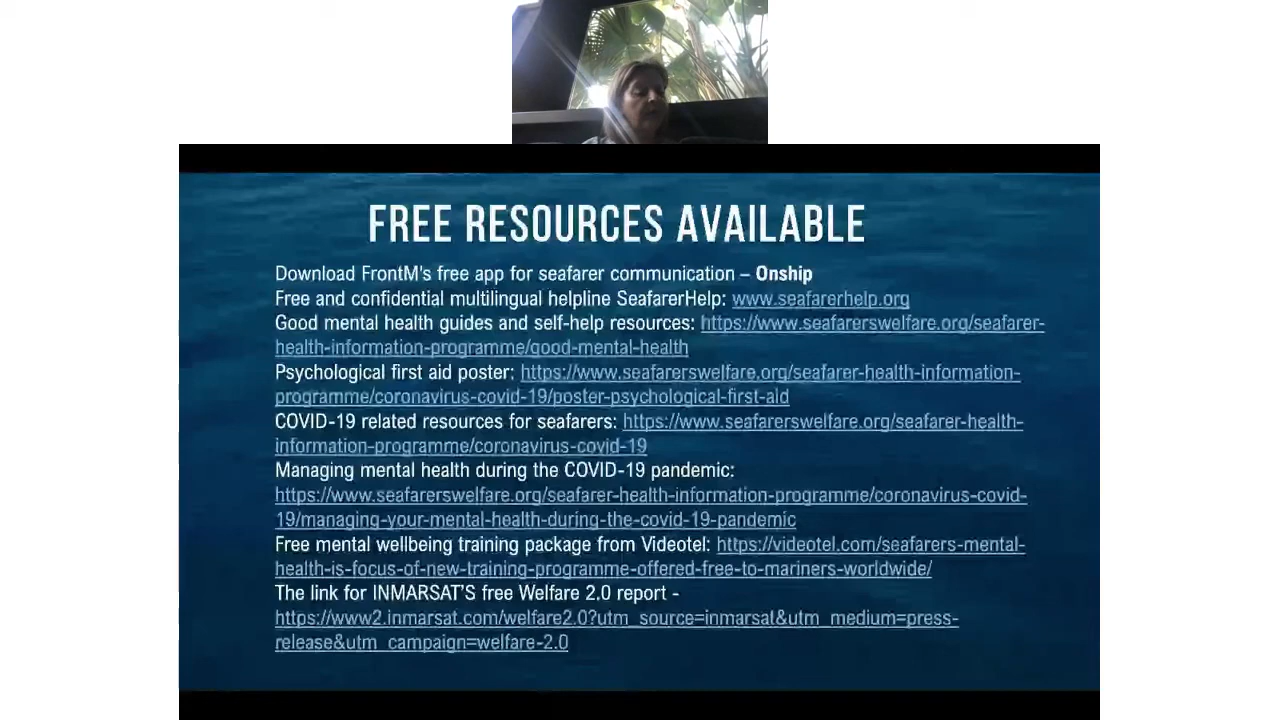 FREE RESOURCES AVAILABLE
Download FrontM's free app for seafarer communication – Onship
Free and confidential multilingual helpline SeafarerHelp: www.seafarerhelp.org
Good mental health guides and self-help resources: https://www.seafarerswelfare.org/seafarer-
health-information-programme/good-mental-health
Psychological first aid poster: https://www.seafarerswelfare.org/seafarer-health-information-
programme/coronavirus-covid-19/poster-psychological-first-aid
COVID-19 related resources for seafarers: https://www.seafarerswelfare.org/seafarer-health-
information-programme/coronavirus-covid-19
Managing mental health during the COVID-19 pandemic:
https://www.seafarerswelfare.org/seafarer-health-information-programme/coronavirus-covid-
19/managing-your-mental-health-during-the-covid-19-pandemic
Free mental wellbeing training package from Videotel: https://videotel.com/seafarers-mental-
health-is-focus-of-new-training-programme-offered-free-to-mariners-worldwide/
The link for INMARSAT'S free Welfare 2.0 report -
https://www2.inmarsat.com/welfare2.0?utm_source=inmarsat&utm_medium=press-
release&utm_campaign=welfare-2.0